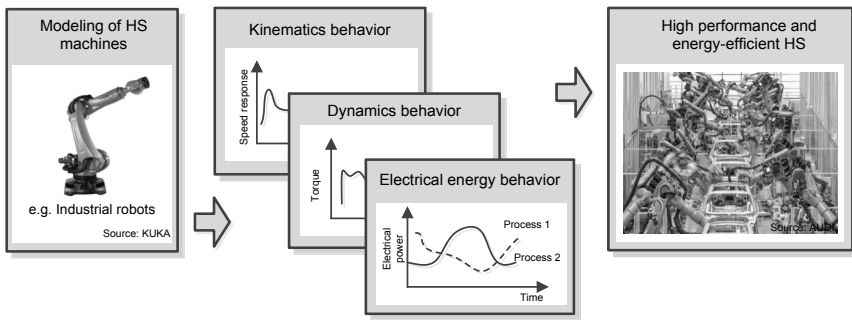 Modeling of HS
machines
e.g. Industrial robots
Source: KUKA
Kinematics behavior
Speed response
Dynamics behavior
Torque
Electrical energy behavior
Electrical
power
Process 1
Process 2
Time
High performance and
energy-efficient HS
Source: AUDI